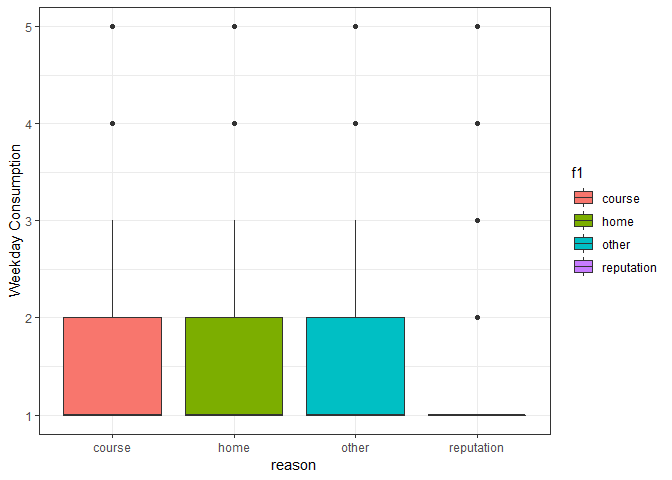 5
4
3
2
1
Weekday Consumption
course
home
other
reputation
reason
f1
course
home
other
reputation